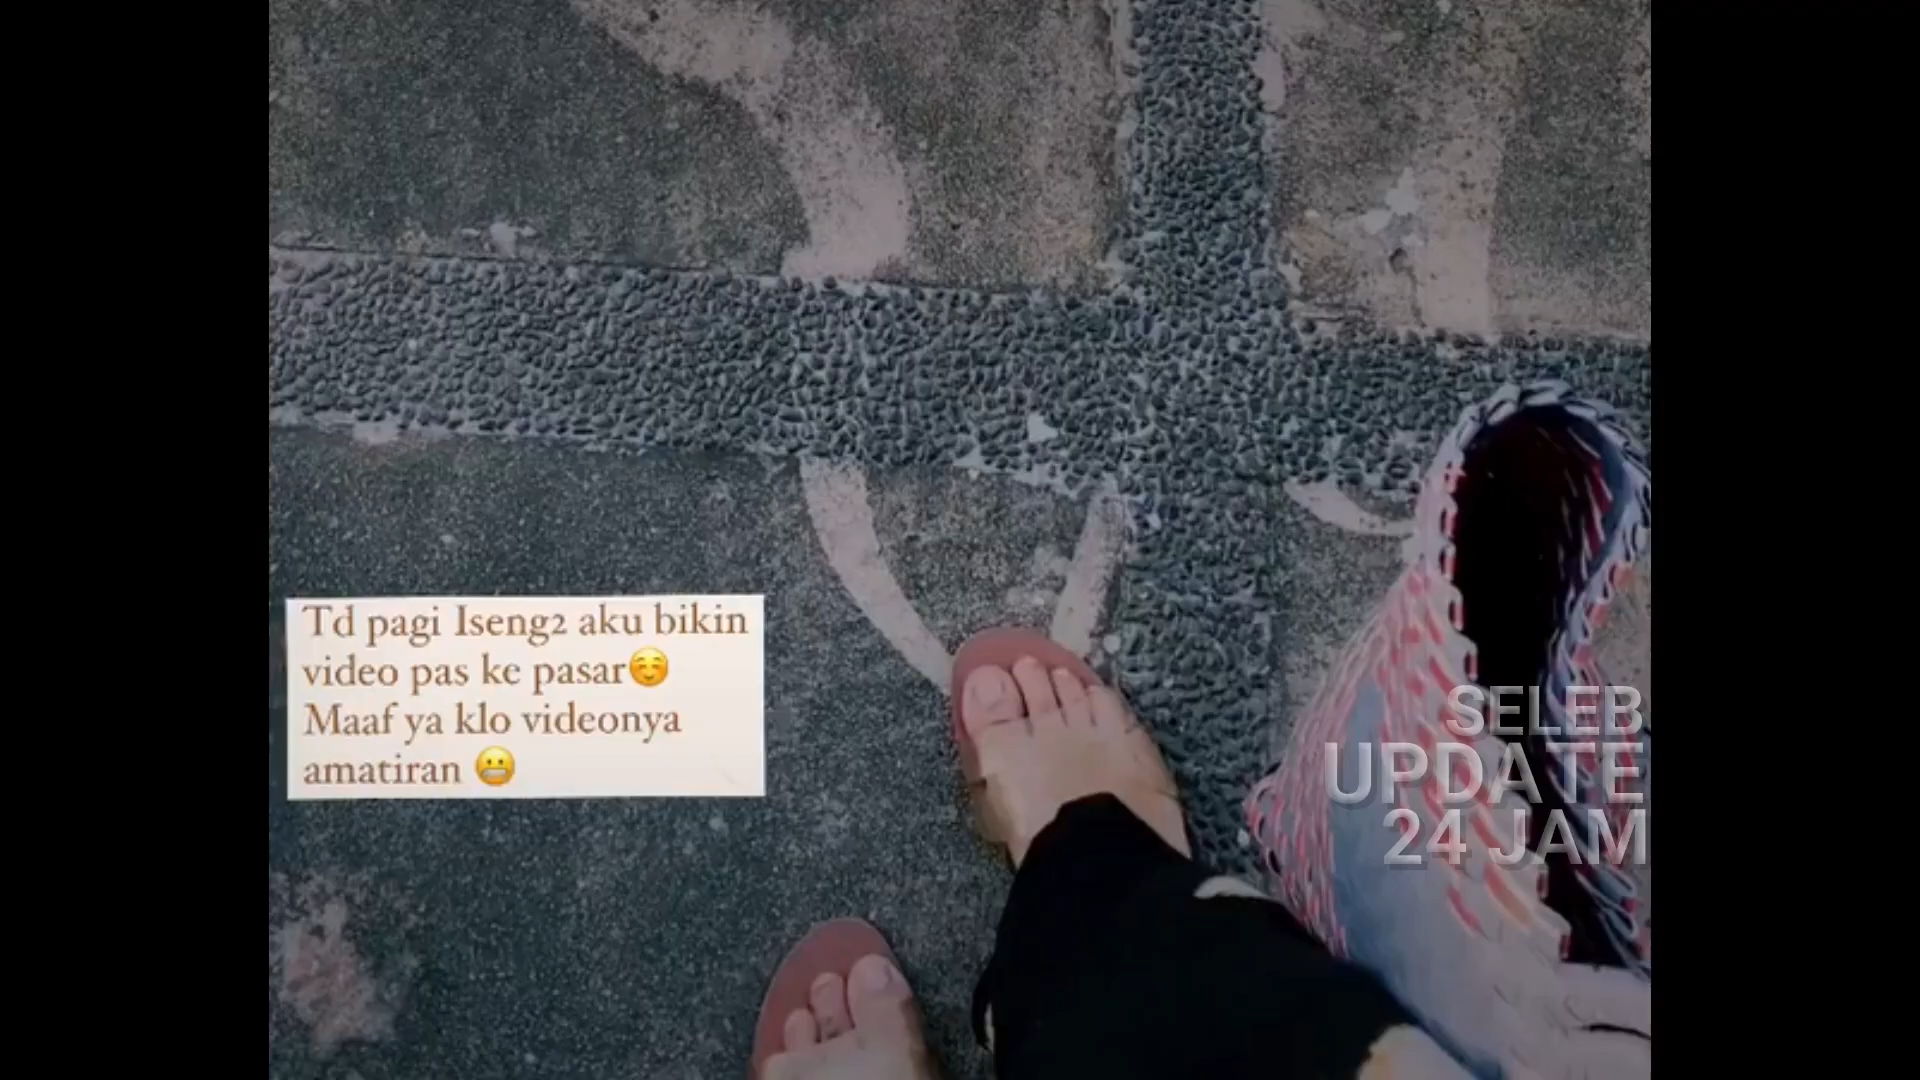 Td pagi Iseng2 aku bikin
video pas ke pasar☺️
Maaf ya klo videonya
amatiran 😬
SELEB
UPDATE
24 JAM